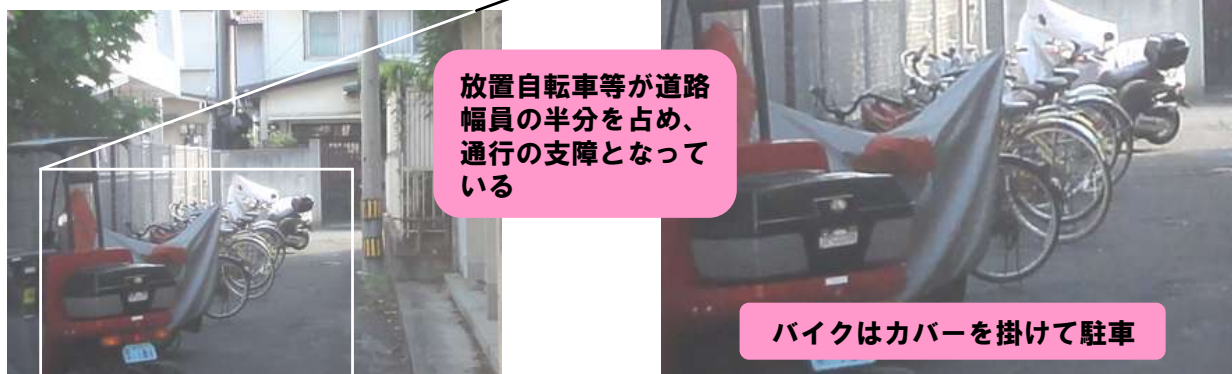 放置自転車等が道路
幅員の半分を占め、
通行の支障となって
いる
バイクはカバーを掛けて駐車